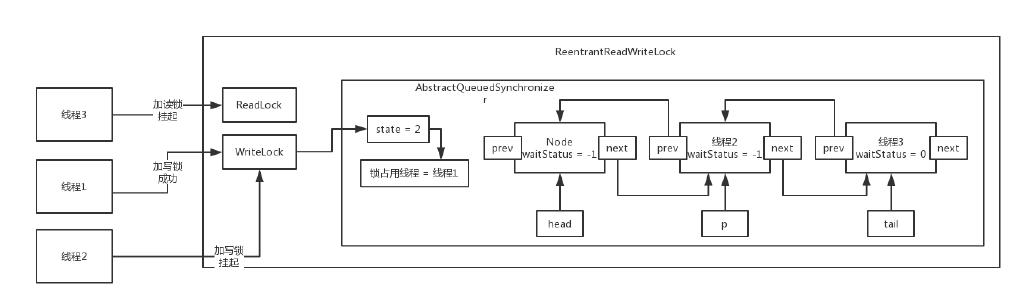 ReentrantReadWriteLock
AbstractQueuedSynchronize
r
线程3
加读锁
挂起
ReadLock
线程1
加写锁
成功
WriteLock
线程2
加写锁
挂起
state = 2
锁占用线程 = 线程1
prev
Node
waitStatus = -1
next
prev
线程2
waitStatus = -1
next
prev
线程3
waitStatus = 0
next
head
p
tail